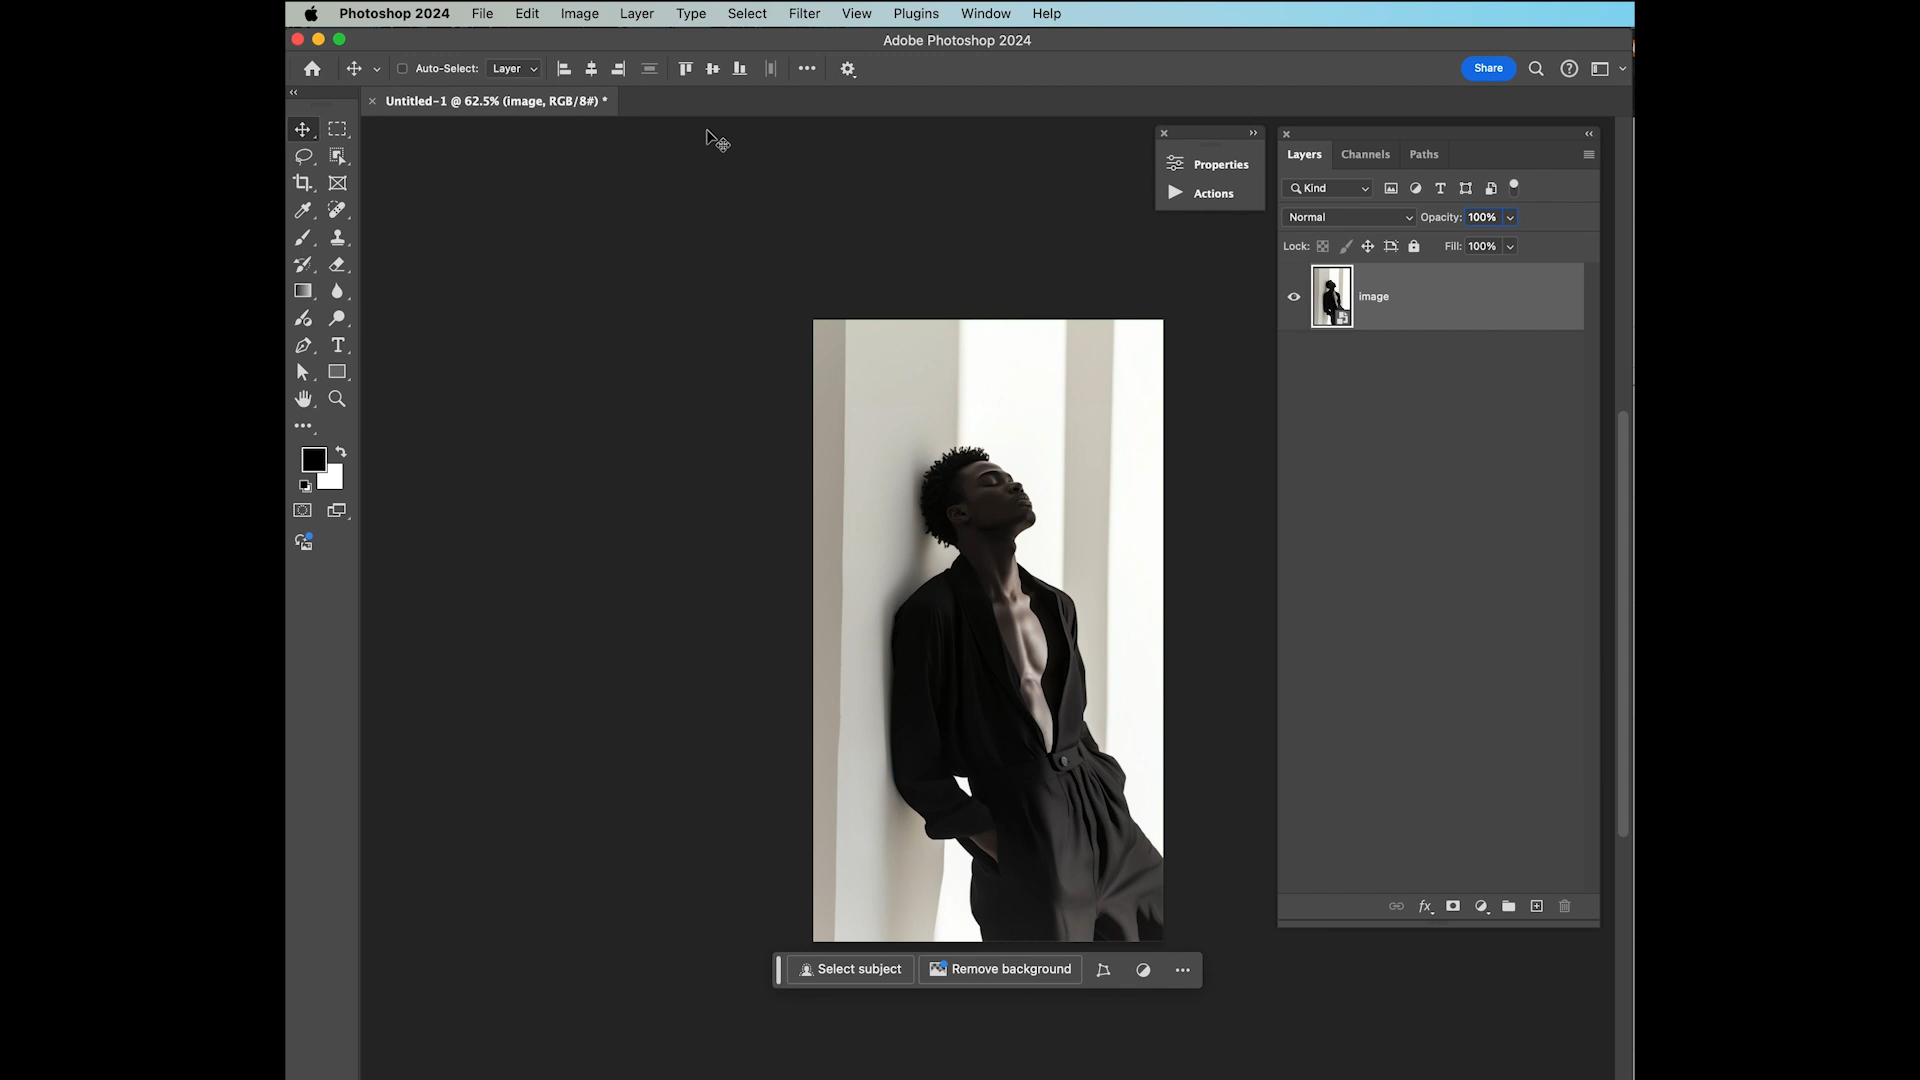 Photoshop 2024 File Edit Image Layer Type Select Filter View Plugins Window Help
Adobe Photoshop 2024
Auto-Select: Layer
Share
Untitled-1 @ 62.5% (image, RGB/8#) *
Properties
Actions
Layers Channels Paths
Kind
Normal Opacity: 100%
Lock: Fill: 100%
image
fx
Select subject Remove background